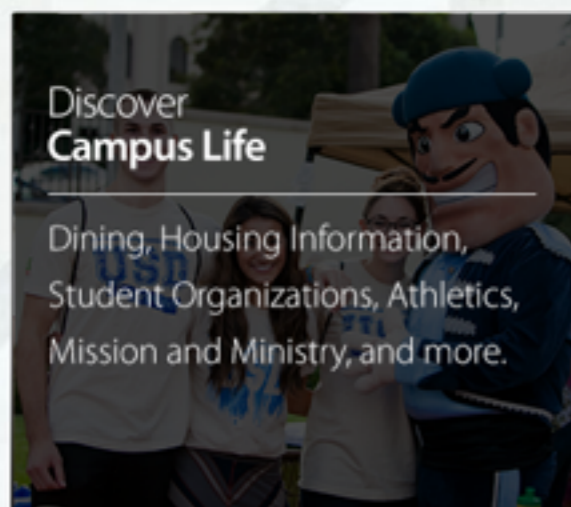 Discover
Campus Life
Dining, Housing Information,
Student Organizations, Athletics,
Mission and Ministry, and more.
USD